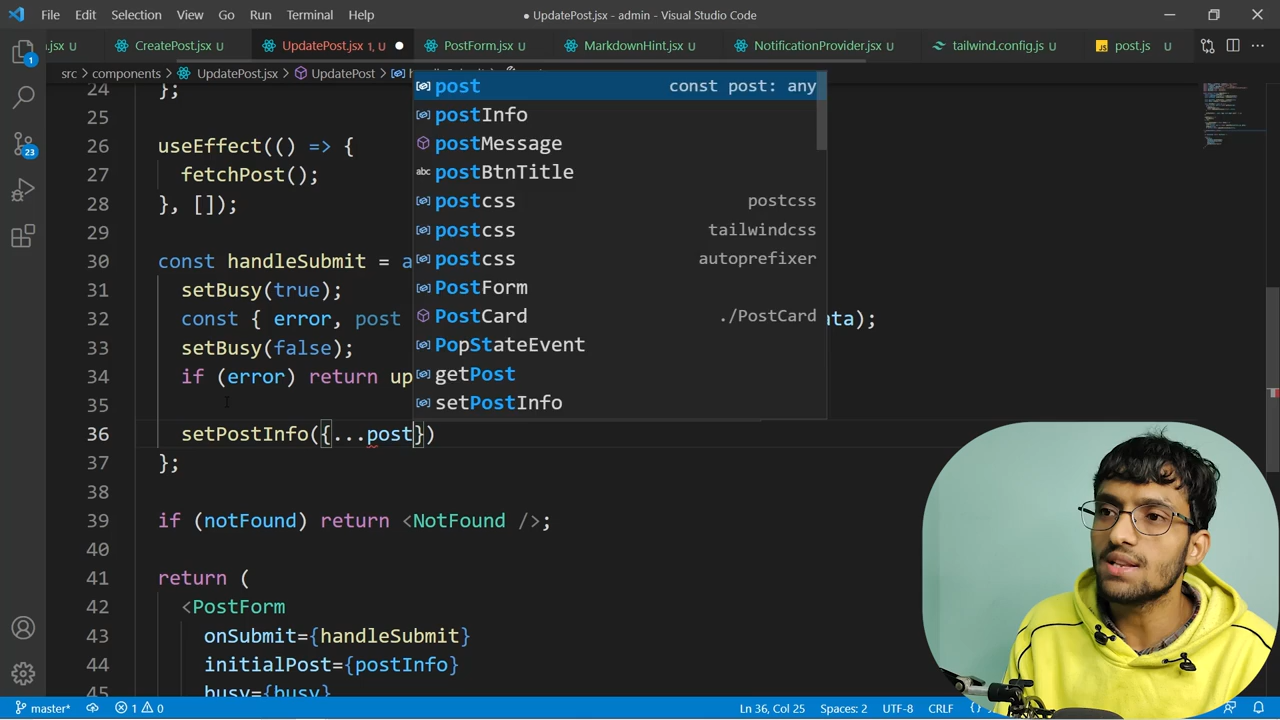 File Edit Selection View Go Run Terminal Help
● UpdatePost.jsx - admin - Visual Studio Code
.jsx U
CreatePost.jsx U
UpdatePost.jsx 1, U ●
PostForm.jsx U
MarkdownHint.jsx U
NotificationProvider.jsx U
tailwind.config.js U
JS post.js U
src > components > UpdatePost.jsx > UpdatePost >
24 };
25
26 useEffect(() => {
27 fetchPost();
28 }, []);
29
30 const handleSubmit = a
31 setBusy(true);
32 const { error, post ata);
33 setBusy(false);
34 if (error) return up
35
36 setPostInfo({...post})
37 };
38
39 if (notFound) return <NotFound />;
40
41 return (
42 <PostForm
43 onSubmit={handleSubmit}
44 initialPost={postInfo}
45 busy={busy}
post const post: any
postInfo
postMessage
abc postBtnTitle
postcss postcss
postcss tailwindcss
postcss autoprefixer
PostForm
PostCard ./PostCard
PopStateEvent
getPost
setPostInfo
1
23
master* 1 0 Ln 36, Col 25 Spaces: 2 UTF-8 CRLF